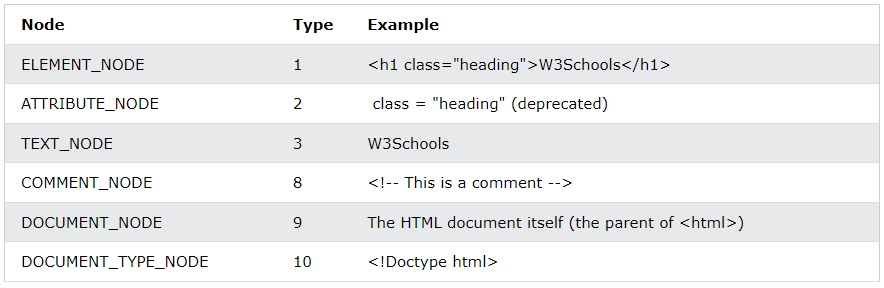 Node Type Example
ELEMENT_NODE 1 <h1 class="heading">W3Schools</h1>
ATTRIBUTE_NODE 2 class = "heading" (deprecated)
TEXT_NODE 3 W3Schools
COMMENT_NODE 8 <!-- This is a comment -->
DOCUMENT_NODE 9 The HTML document itself (the parent of <html>)
DOCUMENT_TYPE_NODE 10 <!Doctype html>